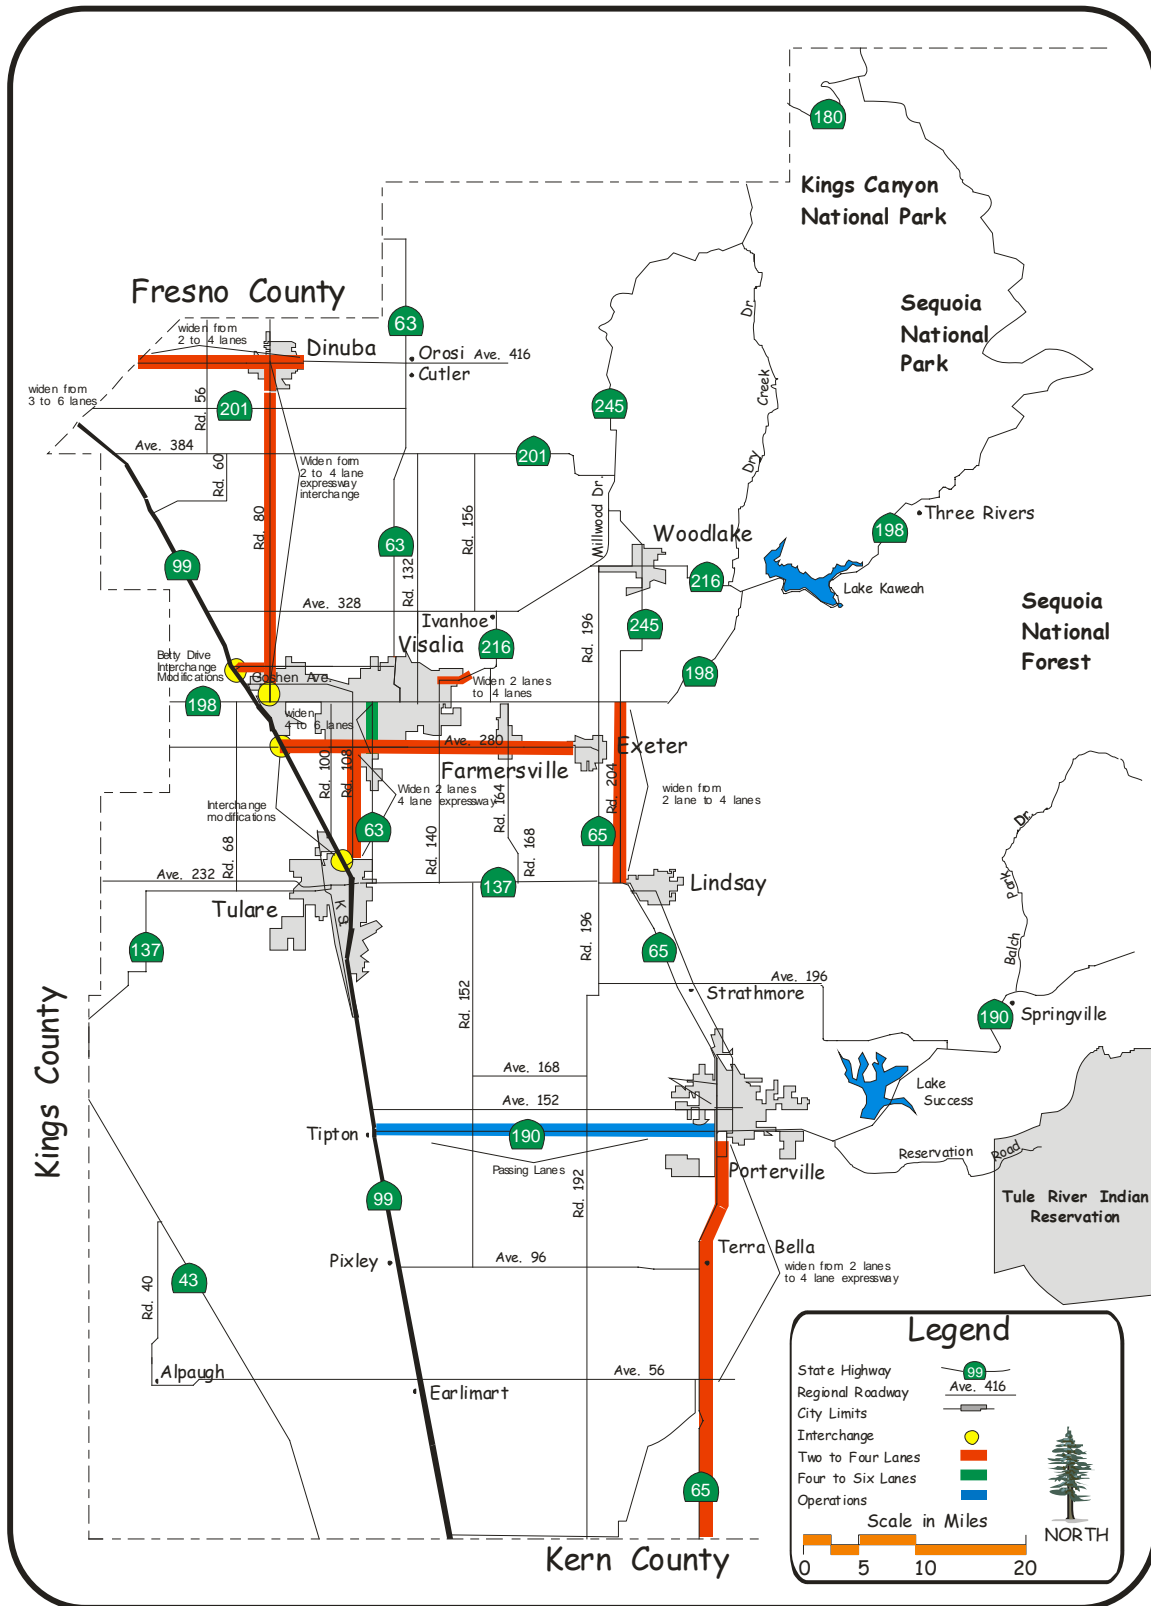 180
Kings Canyon
National Park
Fresno County
Sequoia
National
Park
widen from
2 to 4 lanes
63
Dinuba
Orosi
Ave. 416
Cutler
widen from
3 to 6 lanes
Rd. 56
201
245
Dr.
Creek
Dry
Ave. 384
201
Rd. 60
Widen form
2 to 4 lane
expressway
interchange
Millwood Dr.
Rd. 80
Rd. 156
63
Woodlake
198
Three Rivers
99
Rd. 132
216
Lake Kaweah
Ave. 328
Ivanhoe
245
Rd. 196
Sequoia
National
Forest
216
Visalia
Betty Drive
Interchange
Modifications
Goshen Ave.
Widen 2 lanes
to 4 lanes
198
198
widen
4 to 6 lanes
Ave. 280
Exeter
Rd. 100
Rd. 108
Farmersville
Rd. 204
Widen 2 lanes
4 lane expressway
Rd. 164
widen from
2 lane to 4 lanes
Interchange
modifications
63
65
Rd. 68
Rd. 140
Rd. 168
Ave. 232
137
Lindsay
Tulare
K St.
Rd. 196
137
65
Dr.
Park
Balch
Ave. 196
Strathmore
Rd. 152
190
Springville
Kings County
Ave. 168
Ave. 152
Lake
Success
Tipton
190
Passing Lanes
Porterville
Reservation
Road
Rd. 192
99
Tule River Indian
Reservation
Pixley
Ave. 96
Terra Bella
widen from 2 lanes
to 4 lane expressway
43
Rd. 40
Alpaugh
Ave. 56
Earlimart
65
Kern County
Legend
State Highway
99
Regional Roadway
Ave. 416
City Limits
Interchange
Two to Four Lanes
Four to Six Lanes
Operations
Scale in Miles
0 5 10 20
NORTH